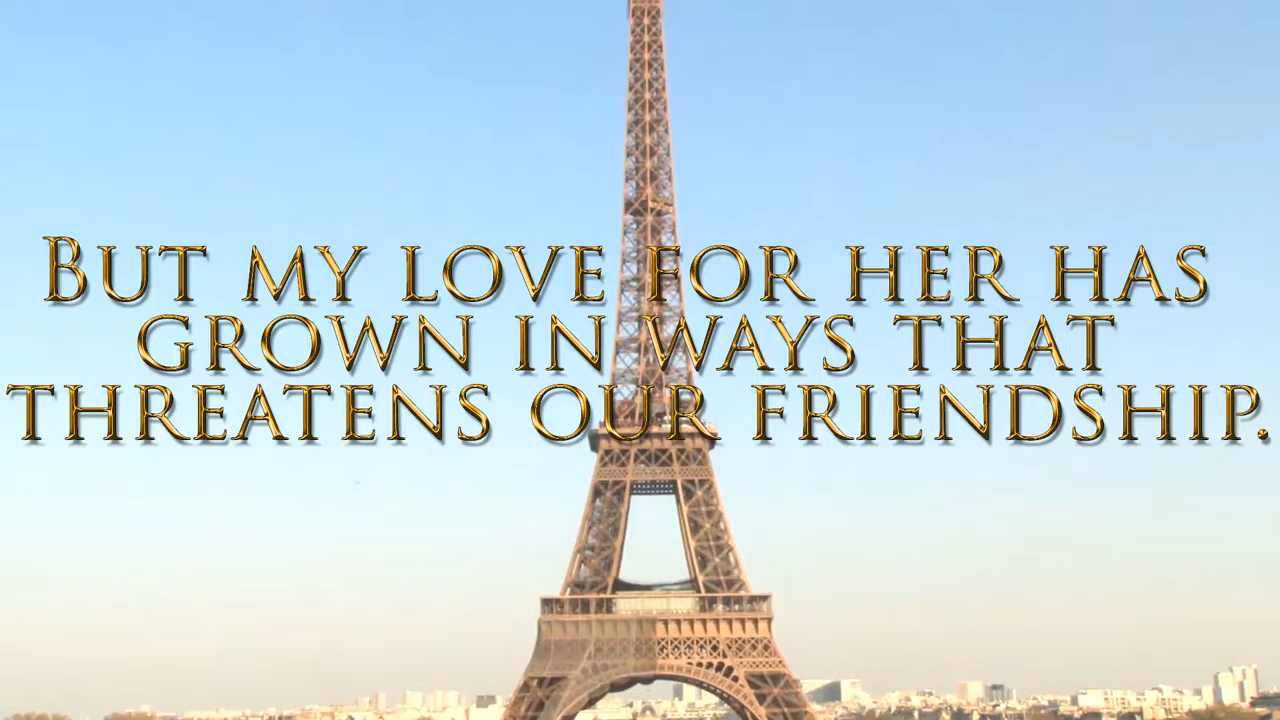 But my love for her has
grown in ways that
threatens our friendship.